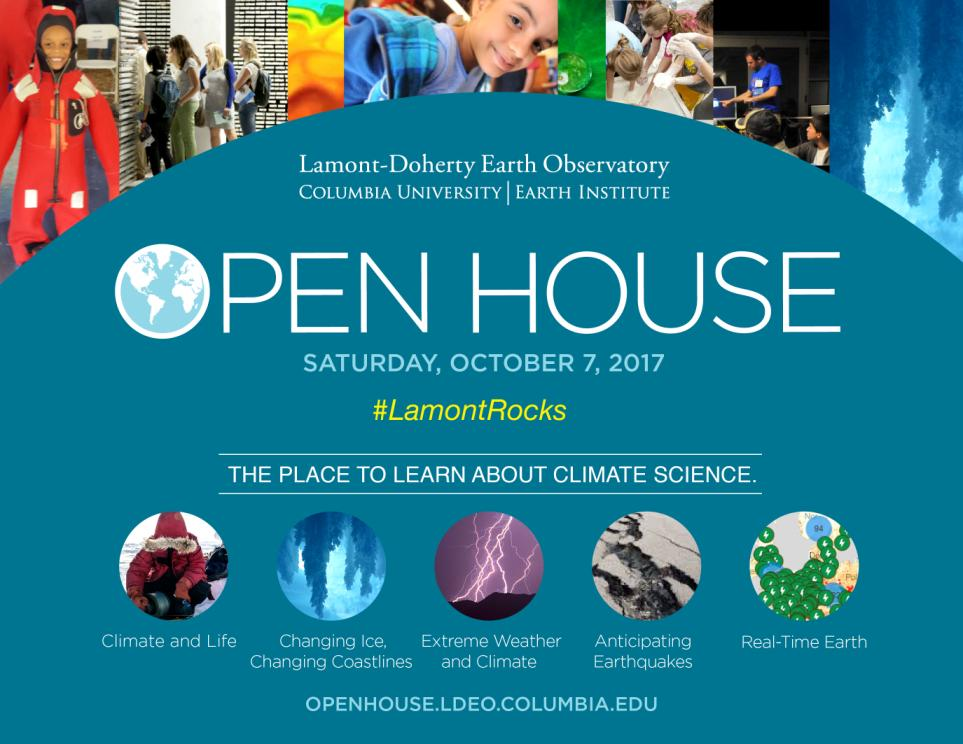 Lamont-Doherty Earth Observatory
COLUMBIA UNIVERSITY | EARTH INSTITUTE
OPEN HOUSE
SATURDAY, OCTOBER 7, 2017
#LamontRocks
THE PLACE TO LEARN ABOUT CLIMATE SCIENCE.
94
Climate and Life
Changing Ice,
Changing Coastlines
Extreme Weather
and Climate
Anticipating
Earthquakes
Real-Time Earth
OPENHOUSE.LDEO.COLUMBIA.EDU